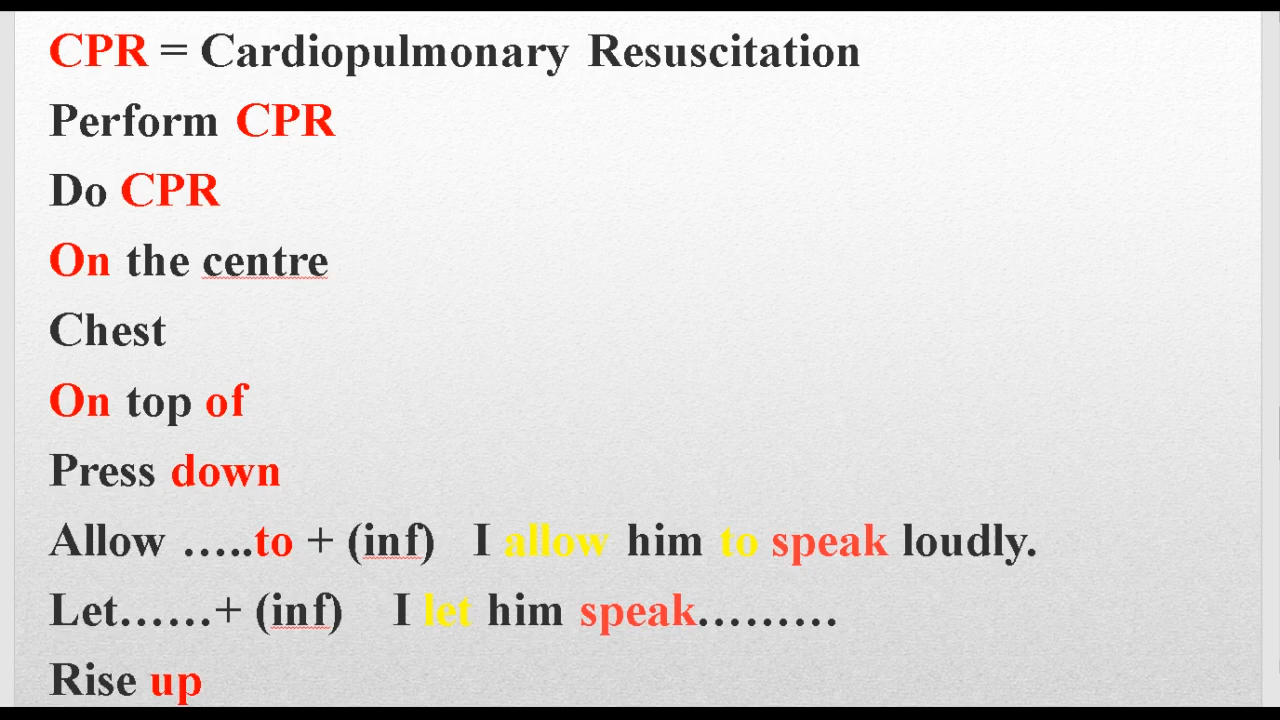 CPR = Cardiopulmonary Resuscitation
Perform CPR
Do CPR
On the centre
Chest
On top of
Press down
Allow …..to + (inf) I allow him to speak loudly.
Let……+ (inf) I let him speak………
Rise up